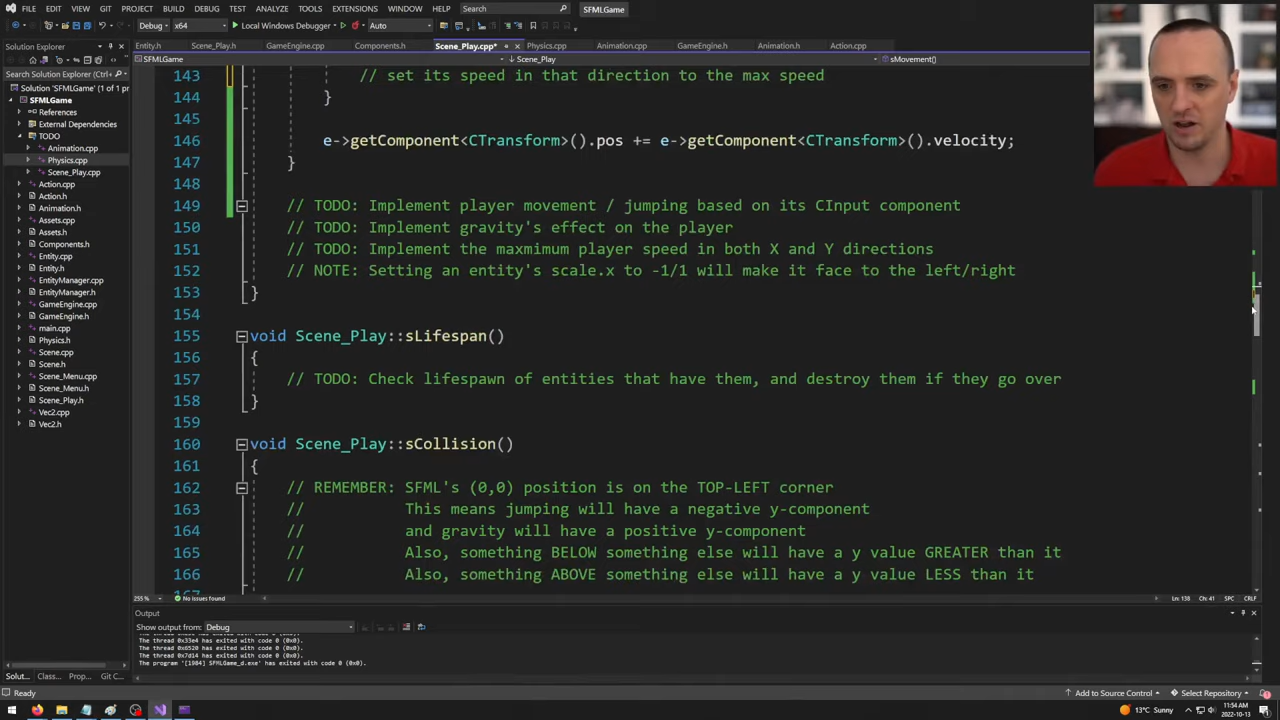 FILE EDIT VIEW GIT PROJECT BUILD DEBUG TEST ANALYZE TOOLS EXTENSIONS WINDOW HELP Search SFMLGame
Debug x64 Local Windows Debugger Auto
Solution Explorer
Entity.h Scene_Play.h GameEngine.cpp Components.h Scene_Play.cpp* Physics.cpp Animation.cpp GameEngine.h Animation.h Action.cpp
SFMLGame Scene_Play sMovement()
Search Solution Explorer (Ctrl+
Solution 'SFMLGame' (1 of 1 pr
SFMLGame
References
External Dependencies
TODO
Animation.cpp
Physics.cpp
Scene_Play.cpp
Action.cpp
Action.h
Animation.h
Assets.cpp
Assets.h
Components.h
Entity.cpp
Entity.h
EntityManager.cpp
EntityManager.h
GameEngine.cpp
GameEngine.h
main.cpp
Physics.h
Scene.cpp
Scene.h
Scene_Menu.cpp
Scene_Menu.h
Scene_Play.h
Vec2.cpp
Vec2.h
143 // set its speed in that direction to the max speed
144 }
145
146 e->getComponent<CTransform>().pos += e->getComponent<CTransform>().velocity;
147 }
148
149 // TODO: Implement player movement / jumping based on its CInput component
150 // TODO: Implement gravity's effect on the player
151 // TODO: Implement the maxmimum player speed in both X and Y directions
152 // NOTE: Setting an entity's scale.x to -1/1 will make it face to the left/right
153 }
154
155 void Scene_Play::sLifespan()
156 {
157 // TODO: Check lifespawn of entities that have them, and destroy them if they go over
158 }
159
160 void Scene_Play::sCollision()
161 {
162 // REMEMBER: SFML's (0,0) position is on the TOP-LEFT corner
163 // This means jumping will have a negative y-component
164 // and gravity will have a positive y-component
165 // Also, something BELOW something else will have a y value GREATER than it
166 // Also, something ABOVE something else will have a y value LESS than it
255 % No issues found Ln: 138 Ch: 41 SPC CRLF
Output
Show output from: Debug
The thread 0x33e4 has exited with code 0 (0x0).
The thread 0x6520 has exited with code 0 (0x0).
The thread 0x7d14 has exited with code 0 (0x0).
The program '[1984] SFMLGame_d.exe' has exited with code 0 (0x0).
Solut... Class... Prop... Git C...
Ready Add to Source Control Select Repository
13°C Sunny 11:54 AM
2022-10-13